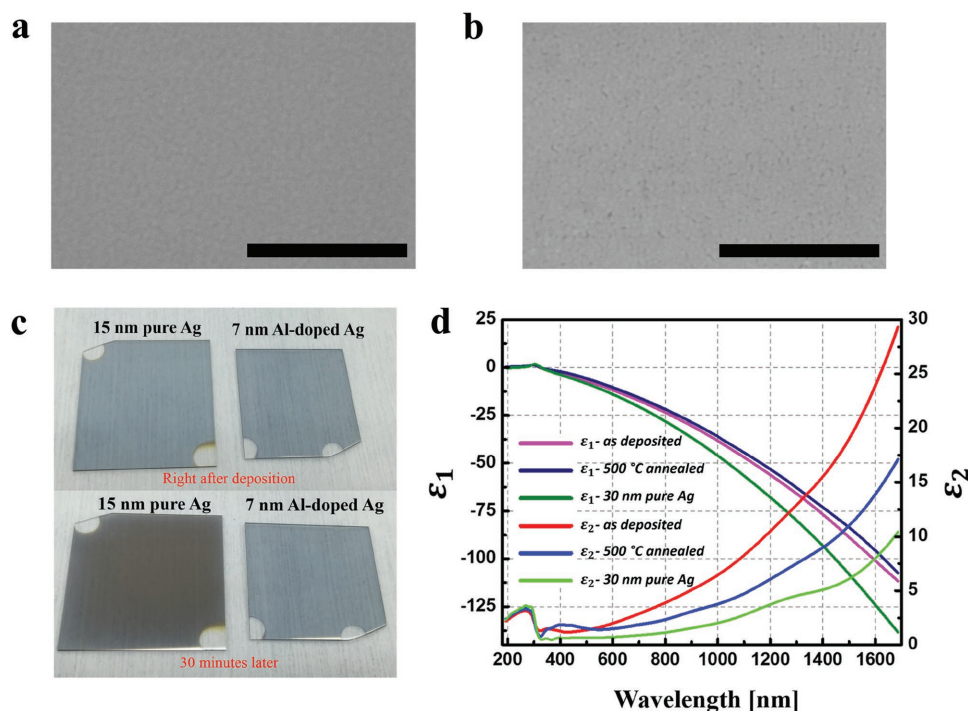 a
b
c
15 nm pure Ag
7 nm Al-doped Ag
Right after deposition
15 nm pure Ag
7 nm Al-doped Ag
30 minutes later
d
25
0
-25
-50
-75
-100
-125
ε1
ε1- as deposited
ε1 - 500 °C annealed
ε1 - 30 nm pure Ag
ε2- as deposited
ε2- 500 °C annealed
ε2- 30 nm pure Ag
30
25
20
15
10
5
0
ε2
200 400 600 800 1000 1200 1400 1600
Wavelength [nm]